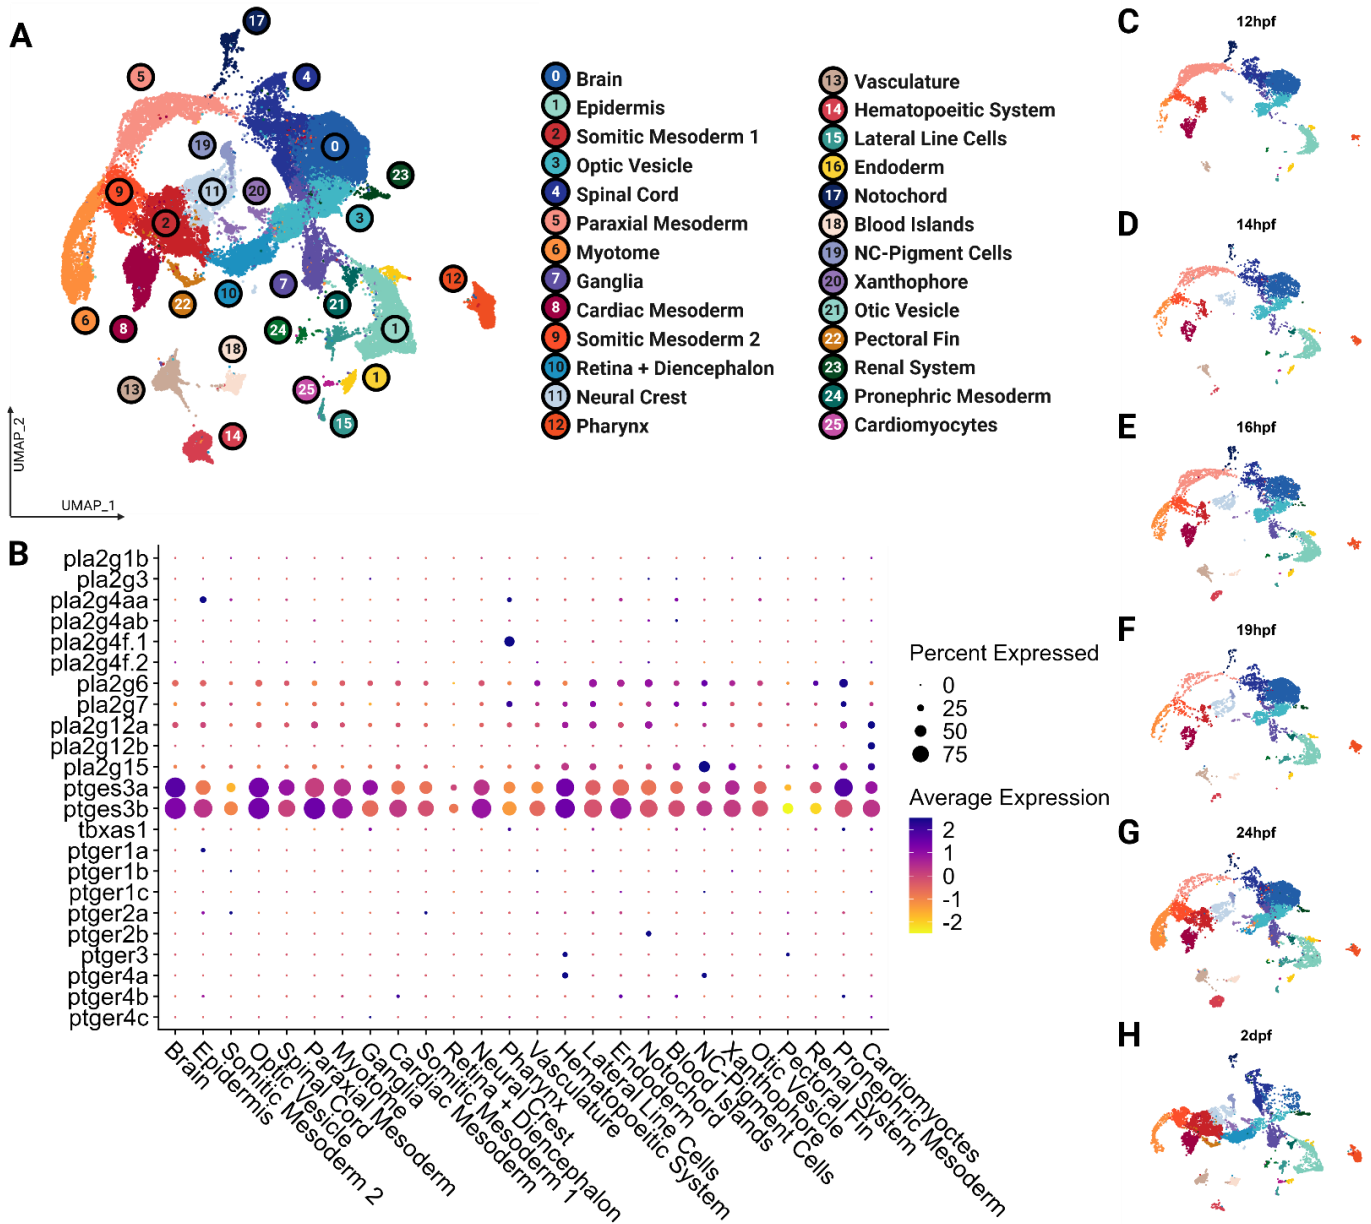 A
17
5
4
19
0
9
11
20
23
2
3
7
12
6
8
22
10
21
24
1
18
13
25
1
15
14
UMAP_2
UMAP_1
0 Brain
1 Epidermis
2 Somitic Mesoderm 1
3 Optic Vesicle
4 Spinal Cord
5 Paraxial Mesoderm
6 Myotome
7 Ganglia
8 Cardiac Mesoderm
9 Somitic Mesoderm 2
10 Retina + Diencephalon
11 Neural Crest
12 Pharynx
13 Vasculature
14 Hematopoeitic System
15 Lateral Line Cells
16 Endoderm
17 Notochord
18 Blood Islands
19 NC-Pigment Cells
20 Xanthophore
21 Otic Vesicle
22 Pectoral Fin
23 Renal System
24 Pronephric Mesoderm
25 Cardiomyocytes
B
pla2g1b
pla2g3
pla2g4aa
pla2g4ab
pla2g4f.1
pla2g4f.2
pla2g6
pla2g7
pla2g12a
pla2g12b
pla2g15
ptges3a
ptges3b
tbxas1
ptger1a
ptger1b
ptger1c
ptger2a
ptger2b
ptger3
ptger4a
ptger4b
ptger4c
Brain
Epidermis
Somitic Mesoderm 2
Optic Vesicle
Spinal Cord
Paraxial Mesoderm
Myotome
Ganglia
Cardiac Mesoderm
Somitic Mesoderm 1
Retina + Diencephalon
Neural Crest
Pharynx
Vasculature
Hematopoeitic System
Lateral Line Cells
Endoderm
Notochord
Blood Islands
NC-Pigment Cells
Xanthophore
Otic Vesicle
Pectoral Fin
Renal System
Pronephric Mesoderm
Cardiomyoctes
Percent Expressed
0
25
50
75
Average Expression
2
1
0
-1
-2
C
12hpf
D
14hpf
E
16hpf
F
19hpf
G
24hpf
H
2dpf